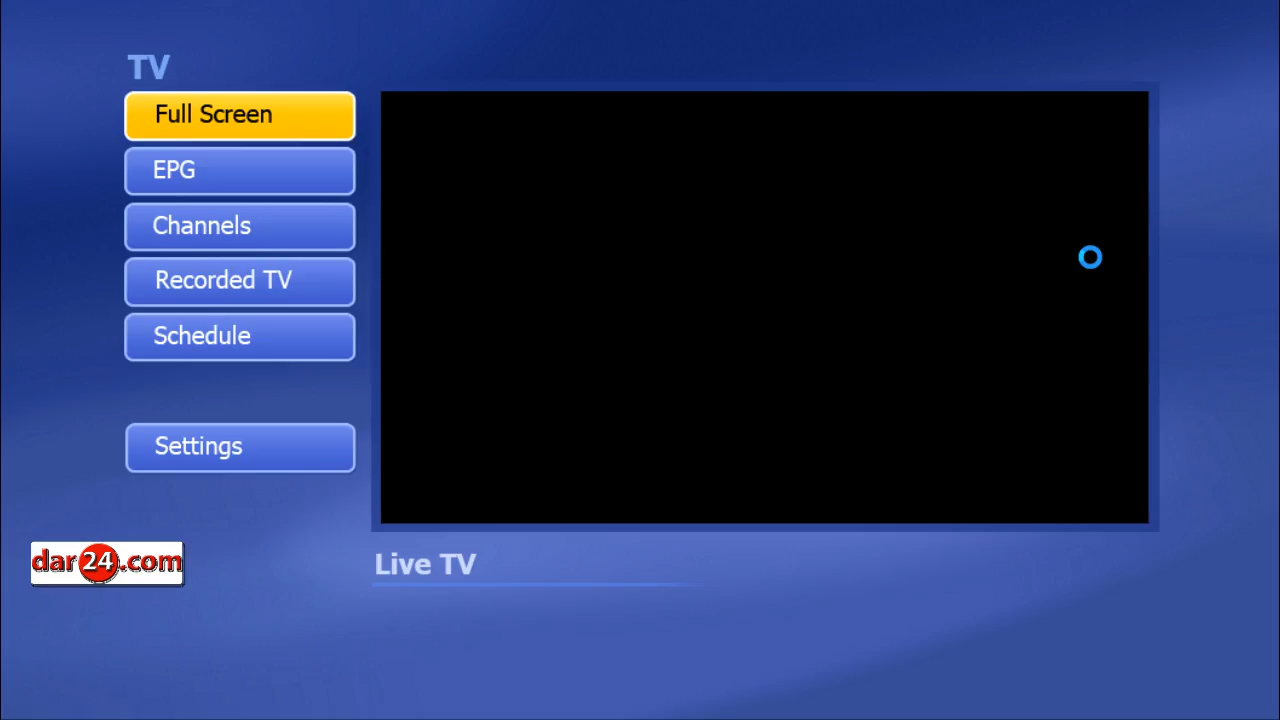 TV
Full Screen
EPG
Channels
Recorded TV
Schedule
Settings
dar24.com
Live TV